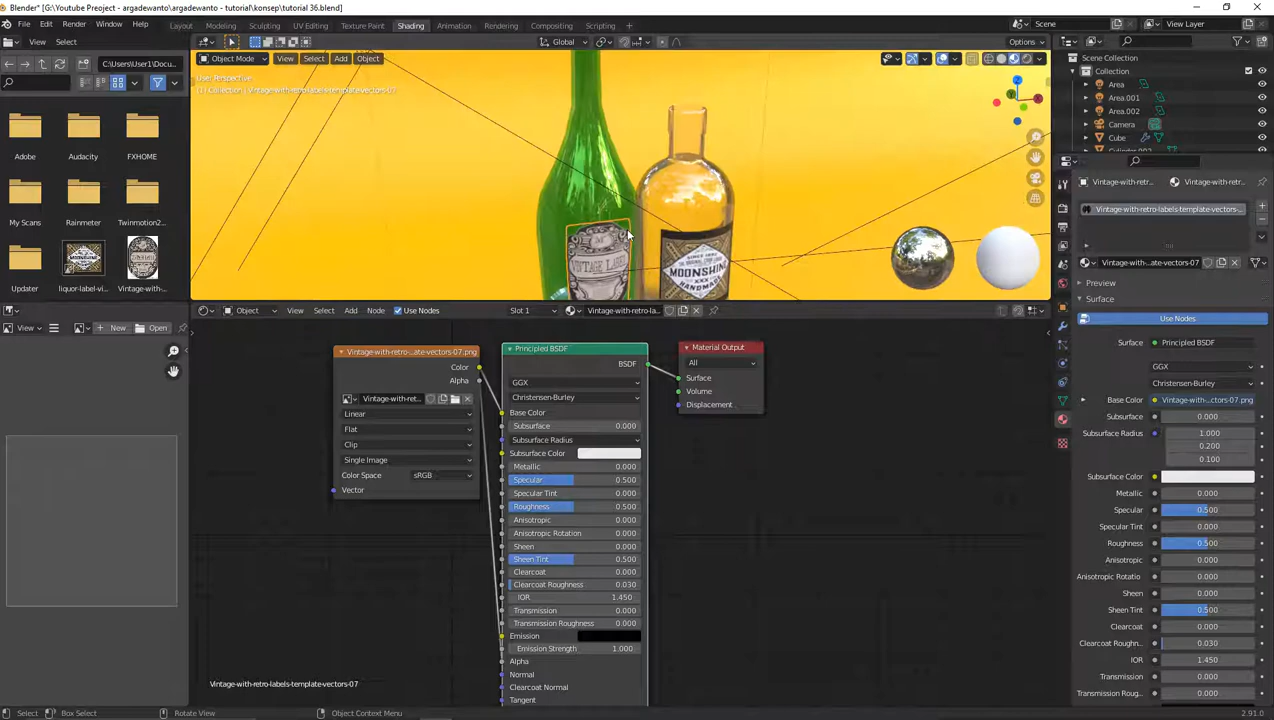 Blender* [G:\Youtube Preoject\argadewanto\argadewanto - tutorial\konsep\tutorial 36.blend]
File Edit Render Window Help Layout Modeling Sculpting UV Editing Texture Paint Shading Animation Rendering Compositing Scripting Scene View Layer
View Select Global Options
C:\Users\User1\Docu...
Object Mode View Select Add Object
User Perspective
(1) Collection | Vintage-with-retro-labels-template-vectors-07
Adobe Audacity FXHOME
My Scans Rainmeter Twinmotion2...
Updater liquor-label-vi... Vintage-with-...
VINTAGE LABEL
SINCE
MOONSHINE
XXX
HANDMADE
Scene Collection
Collection
Area
Area.001
Area.002
Camera
Cube
Cylinder.002
Vintage-with-retr... Vintage-with-retr...
Vintage-with-retro-labels-template-vectors-...
Vintage-with-r...ate-vectors-07
Preview
Surface
Use Nodes
Surface Principled BSDF
GGX
Christensen-Burley
Base Color Vintage-with-...ctors-07.png
Subsurface 0.000
Subsurface Radius 1.000
0.200
0.100
Subsurface Color
Metallic 0.000
Specular 0.500
Specular Tint 0.000
Roughness 0.500
Anisotropic 0.000
Anisotropic Rotatio 0.000
Sheen 0.000
Sheen Tint 0.500
Clearcoat 0.000
Clearcoat Roughn... 0.030
IOR 1.450
Transmission 0.000
Transmission Roug... 0.000
View New Open
Object View Select Add Node Use Nodes Slot 1 Vintage-with-retro-la...
Vintage-with-retro-...ate-vectors-07.png
Color
Alpha
Vintage-with-ret...
Linear
Flat
Clip
Single Image
Color Space sRGB
Vector
Principled BSDF
BSDF
GGX
Christensen-Burley
Base Color
Subsurface 0.000
Subsurface Radius
Subsurface Color
Metallic 0.000
Specular 0.500
Specular Tint 0.000
Roughness 0.500
Anisotropic 0.000
Anisotropic Rotation 0.000
Sheen 0.000
Sheen Tint 0.500
Clearcoat 0.000
Clearcoat Roughness 0.030
IOR 1.450
Transmission 0.000
Transmission Roughness 0.000
Emission
Emission Strength 1.000
Alpha
Normal
Clearcoat Normal
Tangent
Material Output
All
Surface
Volume
Displacement
Vintage-with-retro-labels-template-vectors-07
Select Box Select Rotate View Object Context Menu 2.91.0